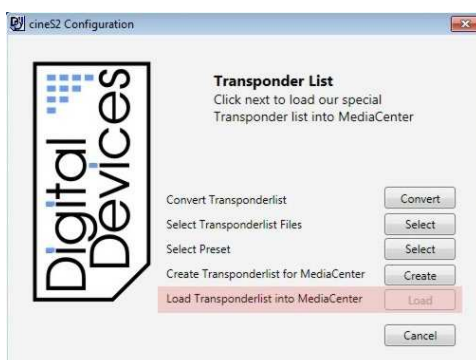 cineS2 Configuration
Digital
Devices
Transponder List
Click next to load our special
Transponder list into MediaCenter
Convert Transponderlist Convert
Select Transponderlist Files Select
Select Preset Select
Create Transponderlist for MediaCenter Create
Load Transponderlist into MediaCenter Load
Cancel